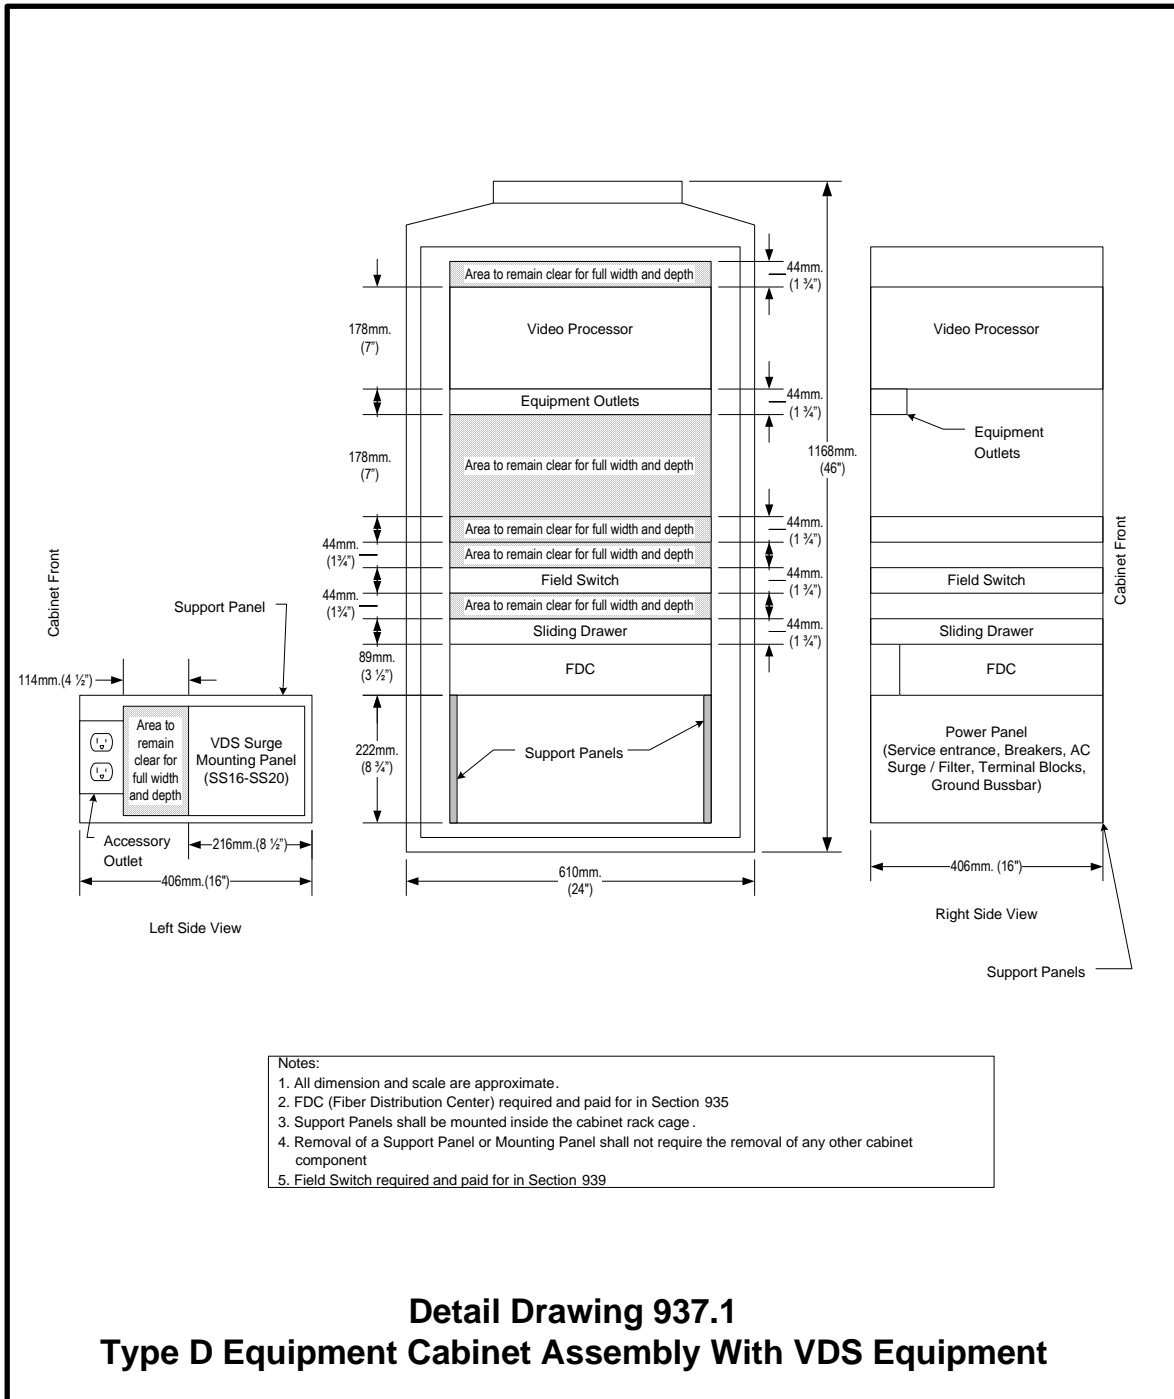 Area to remain clear for full width and depth
44mm.
(1 ¾")
178mm.
(7")
Video Processor
Video Processor
Equipment Outlets
44mm.
(1 ¾")
Equipment
Outlets
1168mm.
(46")
178mm.
(7")
Area to remain clear for full width and depth
Area to remain clear for full width and depth
44mm.
(1 ¾")
44mm.
(1¾")
Area to remain clear for full width and depth
Field Switch
44mm.
(1 ¾")
Field Switch
44mm.
(1¾")
Area to remain clear for full width and depth
Sliding Drawer
44mm.
(1 ¾")
Sliding Drawer
89mm.
(3 ½")
FDC
FDC
Cabinet Front
Cabinet Front
Support Panel
114mm.(4 ½")
Area to
remain
clear for
full width
and depth
VDS Surge
Mounting Panel
(SS16-SS20)
222mm.
(8 ¾")
Support Panels
Power Panel
(Service entrance, Breakers, AC
Surge / Filter, Terminal Blocks,
Ground Bussbar)
Accessory
Outlet
216mm.(8 ½")
406mm.(16")
610mm.
(24")
406mm. (16")
Left Side View
Right Side View
Support Panels
Notes:
1. All dimension and scale are approximate.
2. FDC (Fiber Distribution Center) required and paid for in Section 935
3. Support Panels shall be mounted inside the cabinet rack cage.
4. Removal of a Support Panel or Mounting Panel shall not require the removal of any other cabinet
component
5. Field Switch required and paid for in Section 939
Detail Drawing 937.1
Type D Equipment Cabinet Assembly With VDS Equipment